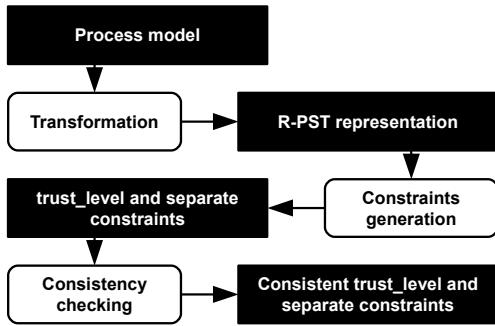 Process model
Transformation
R-PST representation
Constraints
generation
trust_level and separate
constraints
Consistency
checking
Consistent trust_level and
separate constraints